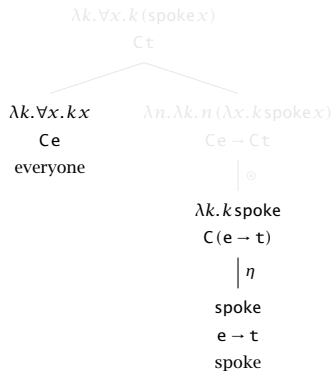 λk.∀x.k(spoke x)
Ct
λk.∀x.kx
Ce
everyone
λn.λk.n(λx.k spoke x)
Ce → Ct
⊛
λk.k spoke
C(e → t)
η
spoke
e → t
spoke